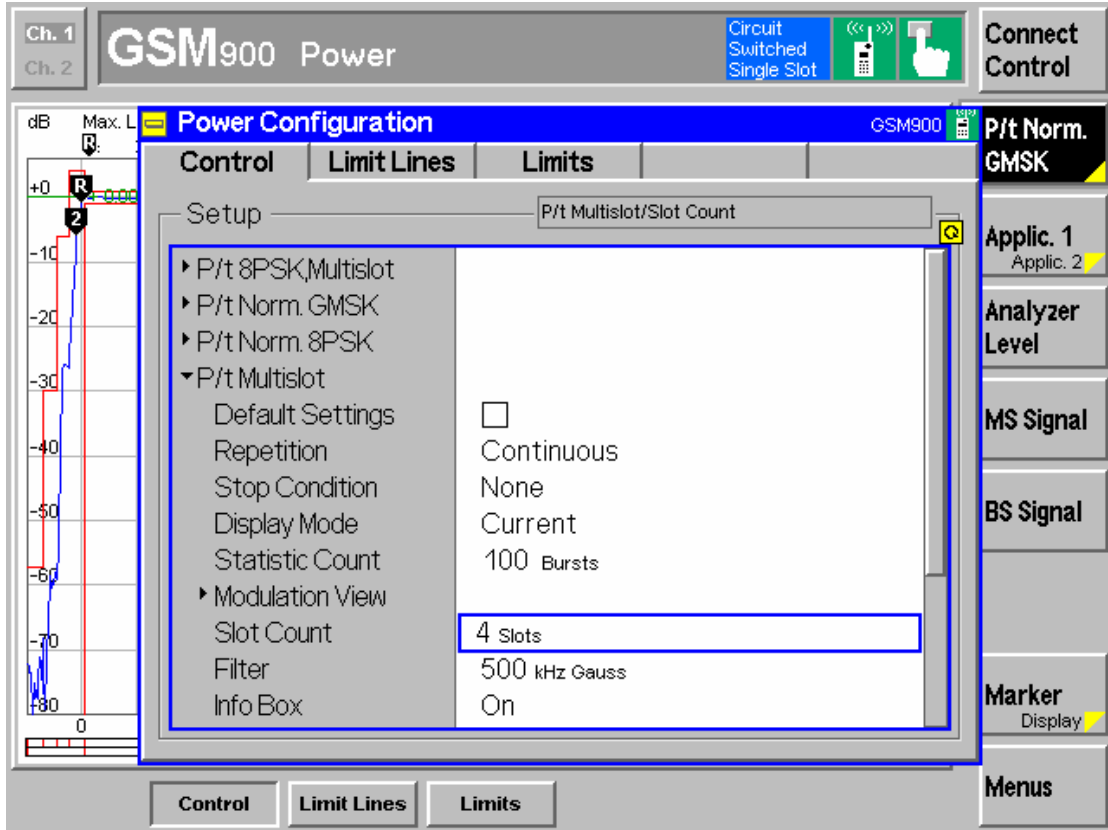 Ch. 1
Ch. 2
GSM900 Power
Circuit
Switched
Single Slot
Connect
Control
dB Max. L
R
Power Configuration
GSM900
P/t Norm.
GMSK
Control Limit Lines Limits
Setup
P/t Multislot/Slot Count
+0
R
2
-10
-20
-30
-40
-50
-60
-70
-80
0
P/t 8PSK,Multislot
P/t Norm. GMSK
P/t Norm. 8PSK
P/t Multislot
Default Settings
Repetition Continuous
Stop Condition None
Display Mode Current
Statistic Count 100 Bursts
Modulation View
Slot Count 4 Slots
Filter 500 kHz Gauss
Info Box On
Applic. 1
Applic. 2
Analyzer
Level
MS Signal
BS Signal
Marker
Display
Menus
Control Limit Lines Limits